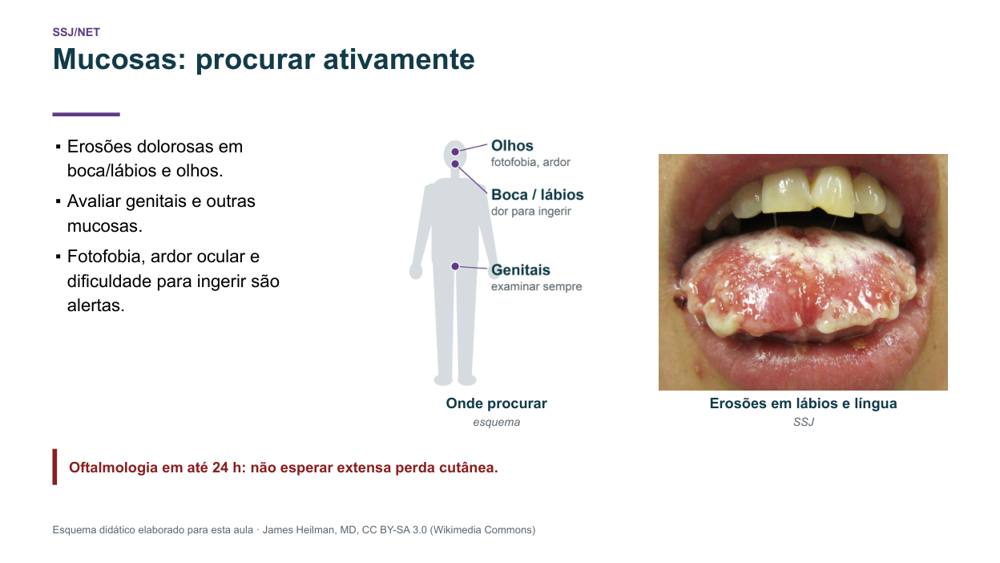 SSJ/NET
Mucosas: procurar ativamente
▪ Erosões dolorosas em
boca/lábios e olhos.
▪ Avaliar genitais e outras
mucosas.
▪ Fotofobia, ardor ocular e
dificuldade para ingerir são
alertas.
Olhos
fotofobia, ardor
Boca / lábios
dor para ingerir
Genitais
examinar sempre
Onde procurar
esquema
Erosões em lábios e língua
SSJ
Oftalmologia em até 24 h: não esperar extensa perda cutânea.
Esquema didático elaborado para esta aula · James Heilman, MD, CC BY-SA 3.0 (Wikimedia Commons)